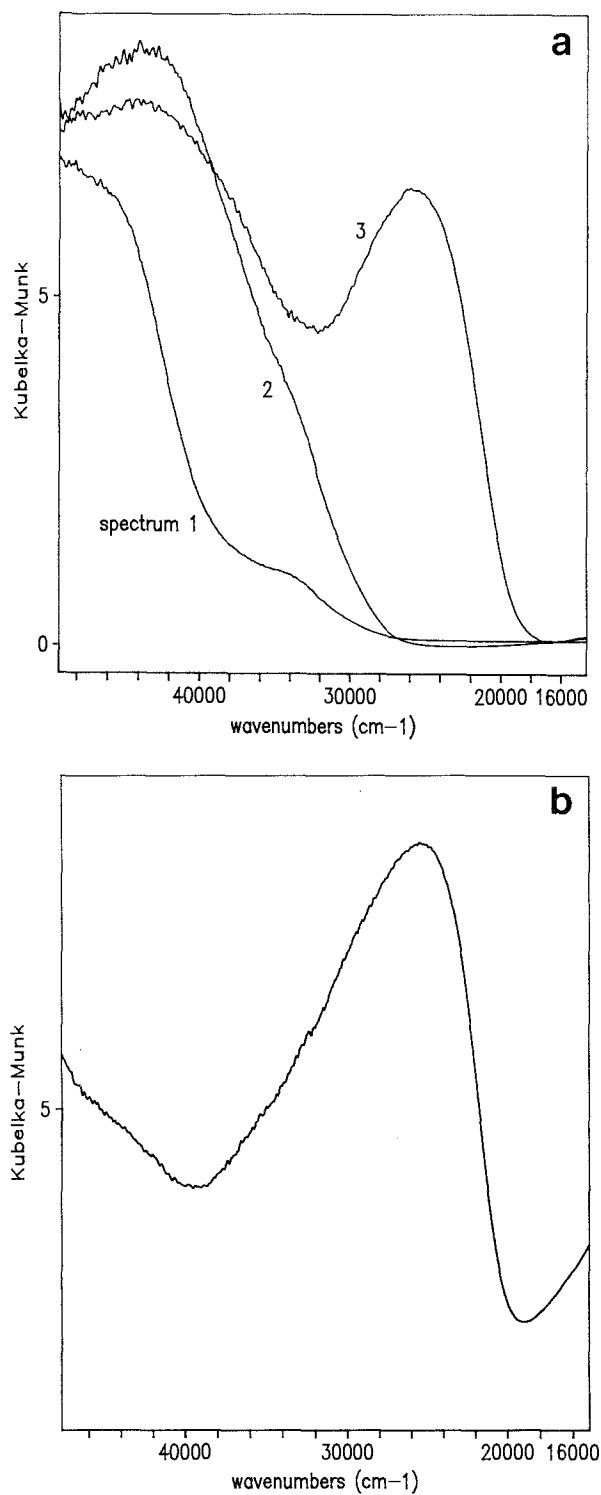 a
3
5
Kubelka-Munk
2
spectrum 1
0
40000 30000 20000 16000
wavenumbers (cm-1)
b
5
Kubelka-Munk
40000 30000 20000 16000
wavenumbers (cm-1)